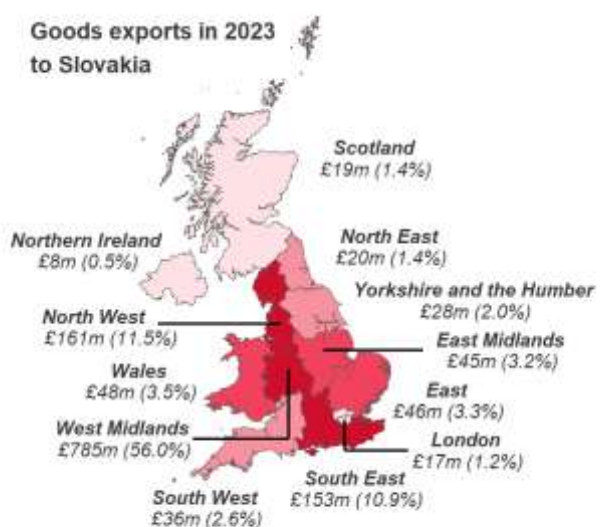 Goods exports in 2023
to Slovakia
Scotland
£19m (1.4%)
Northern Ireland
£8m (0.5%)
North East
£20m (1.4%)
Yorkshire and the Humber
£28m (2.0%)
North West
£161m (11.5%)
East Midlands
£45m (3.2%)
Wales
£48m (3.5%)
East
£46m (3.3%)
West Midlands
£785m (56.0%)
London
£17m (1.2%)
South East
£153m (10.9%)
South West
£36m (2.6%)